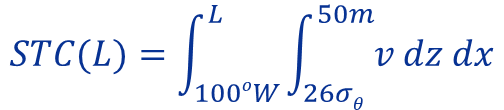 STC(L) = ∫_{100°W}^{L} ∫_{26σ_θ}^{50m} v dz dx